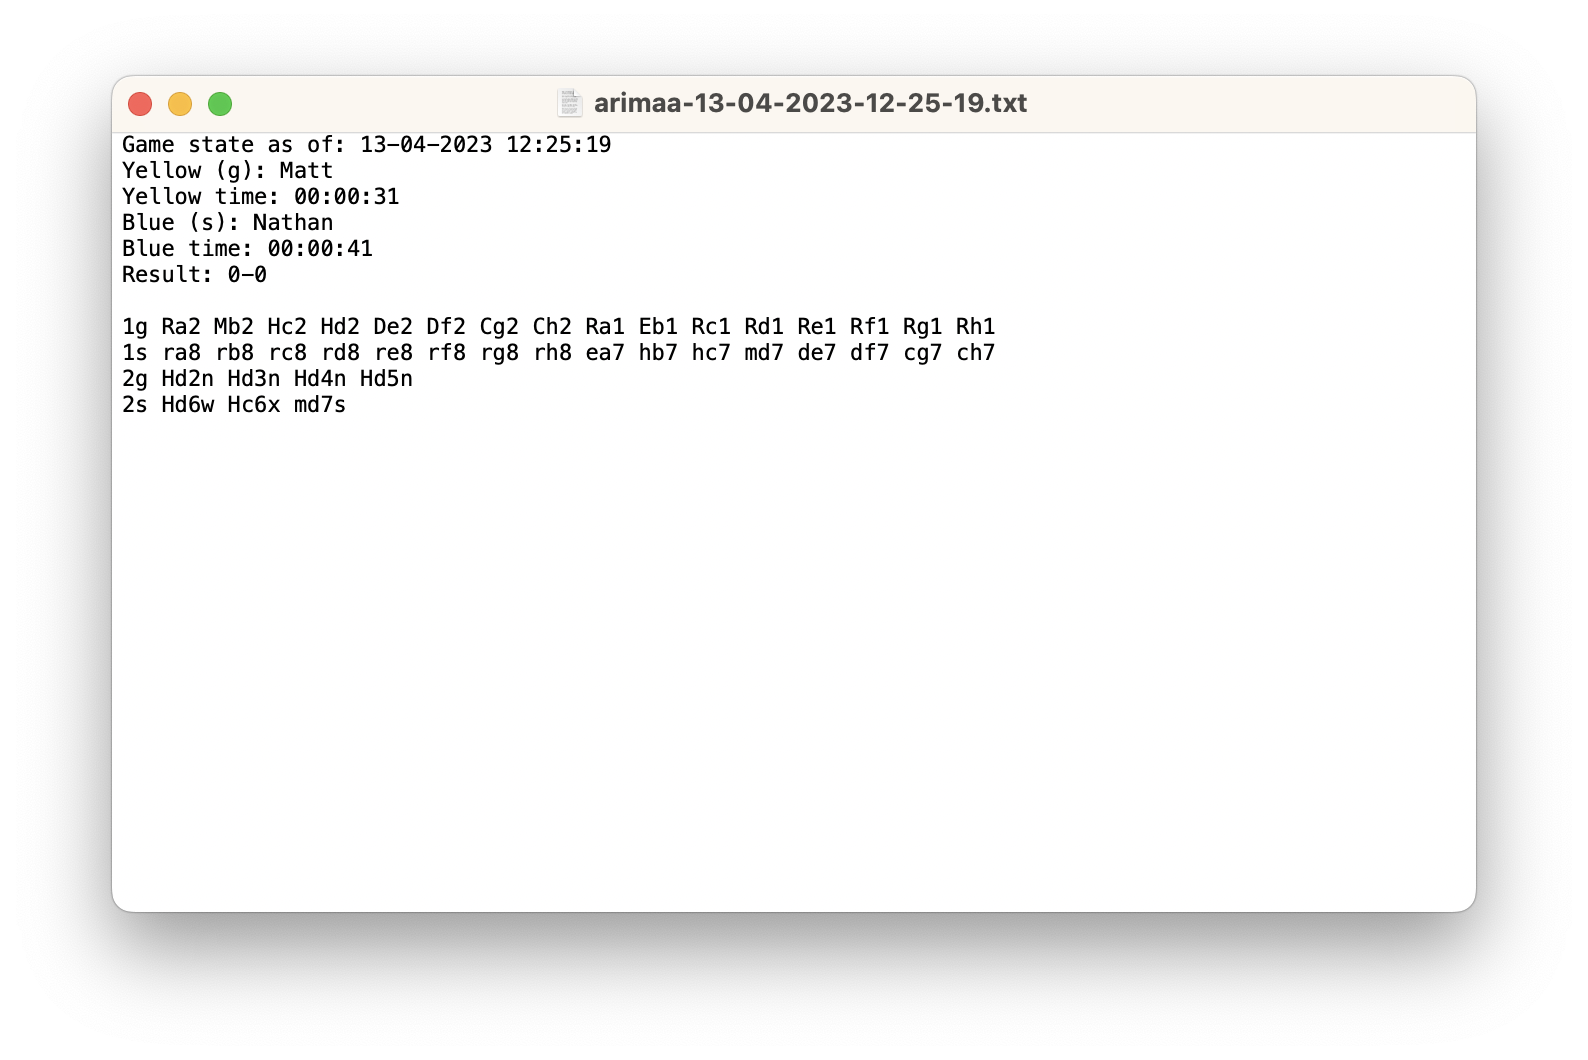 arimaa-13-04-2023-12-25-19.txt
Game state as of: 13-04-2023 12:25:19
Yellow (g): Matt
Yellow time: 00:00:31
Blue (s): Nathan
Blue time: 00:00:41
Result: 0-0
1g Ra2 Mb2 Hc2 Hd2 De2 Df2 Cg2 Ch2 Ra1 Eb1 Rc1 Rd1 Re1 Rf1 Rg1 Rh1
1s ra8 rb8 rc8 rd8 re8 rf8 rg8 rh8 ea7 hb7 hc7 md7 de7 df7 cg7 ch7
2g Hd2n Hd3n Hd4n Hd5n
2s Hd6w Hc6x md7s